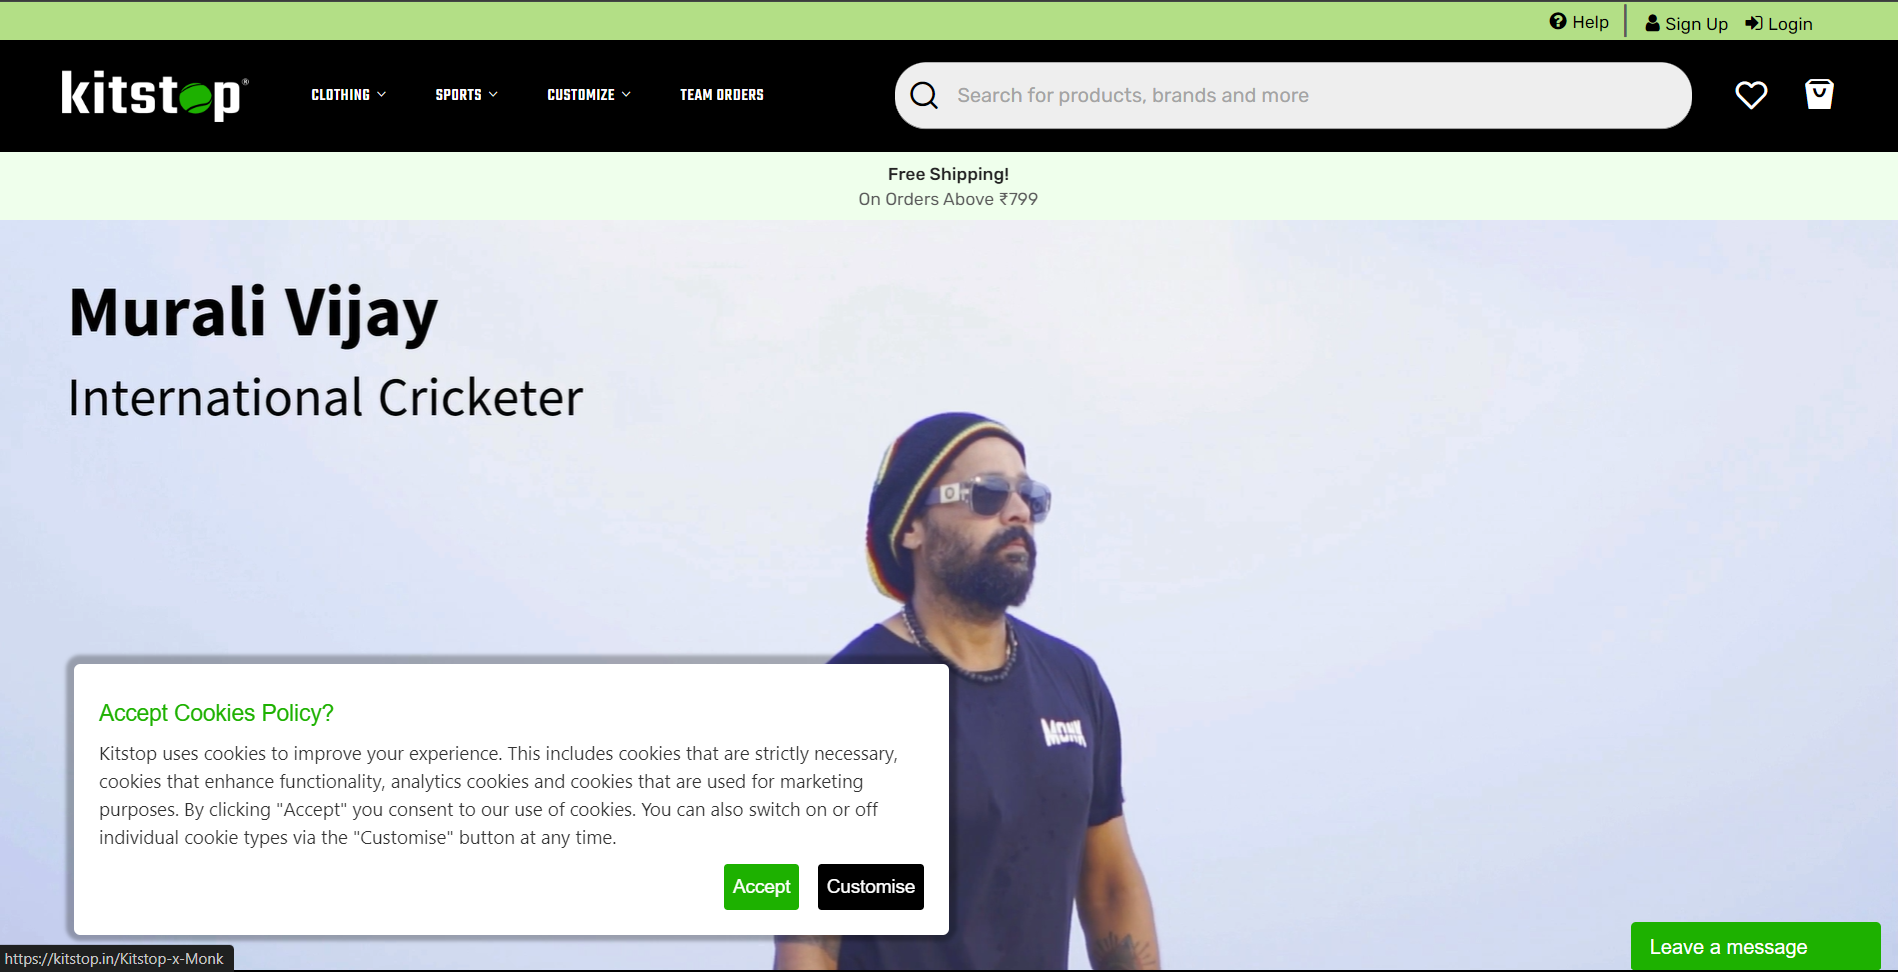 Help
Sign Up
Login
kitstop®
CLOTHING
SPORTS
CUSTOMIZE
TEAM ORDERS
Search for products, brands and more
Free Shipping!
On Orders Above ₹799
Murali Vijay
International Cricketer
MONK
Accept Cookies Policy?
Kitstop uses cookies to improve your experience. This includes cookies that are strictly necessary,
cookies that enhance functionality, analytics cookies and cookies that are used for marketing
purposes. By clicking "Accept" you consent to our use of cookies. You can also switch on or off
individual cookie types via the "Customise" button at any time.
Accept
Customise
Leave a message
https://kitstop.in/Kitstop-x-Monk